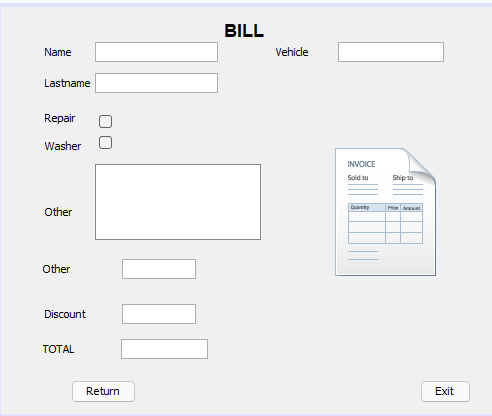 BILL
Name
Vehicle
Lastname
Repair
Washer
INVOICE
Sold to Ship to
Quantity Price Amount
Other
Other
Discount
TOTAL
Return
Exit